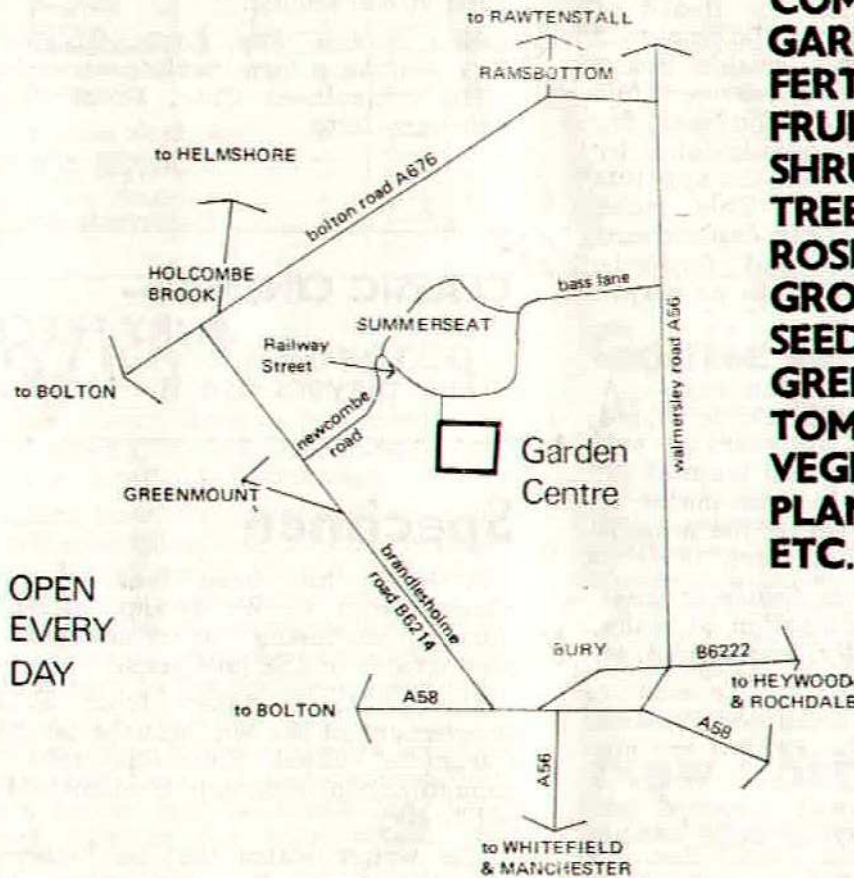 to RAWTENSTALL
RAMSBOTTOM
to HELMSHORE
bolton road A676
HOLCOMBE
BROOK
bass lane
SUMMERSEAT
Railway
Street
to BOLTON
newcombe
road
walmersley road A56
Garden
Centre
GREENMOUNT
brandlesholme
road B6214
OPEN
EVERY
DAY
BURY
B6222
to HEYWOOD
& ROCHDALE
to BOLTON
A58
A58
A56
to WHITEFIELD
& MANCHESTER
COM
GAR
FERT
FRUI
SHRU
TREE
ROSE
GRO
SEED
GREE
TOM
VEGE
PLAN
ETC.